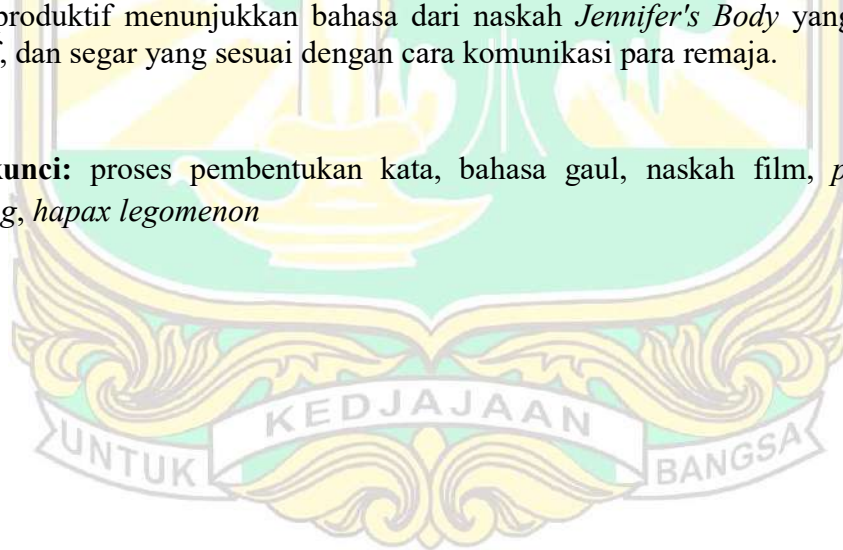 produktif menunjukkan bahasa dari naskah Jennifer's Body yang
, dan segar yang sesuai dengan cara komunikasi para remaja.
kunci: proses pembentukan kata, bahasa gaul, naskah film,
hapax legomenon
UNTUK KEDJAJAAN BANGSA